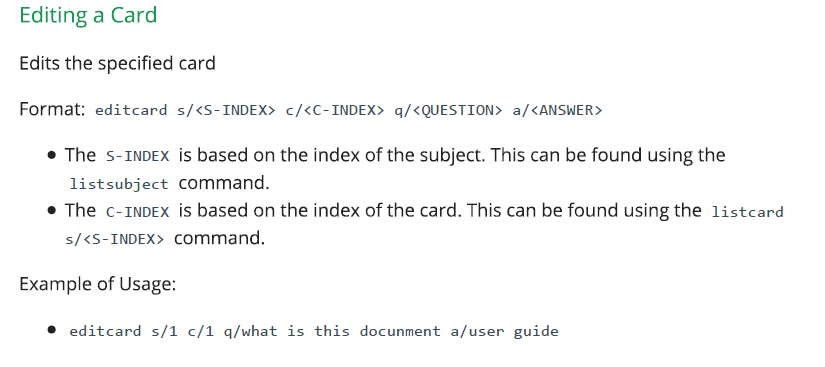 Editing a Card
Edits the specified card
Format: editcard s/<S-INDEX> c/<C-INDEX> q/<QUESTION> a/<ANSWER>
● The S-INDEX is based on the index of the subject. This can be found using the
listsubject command.
● The C-INDEX is based on the index of the card. This can be found using the listcard
s/<S-INDEX> command.
Example of Usage:
● editcard s/1 c/1 q/what is this docunment a/user guide